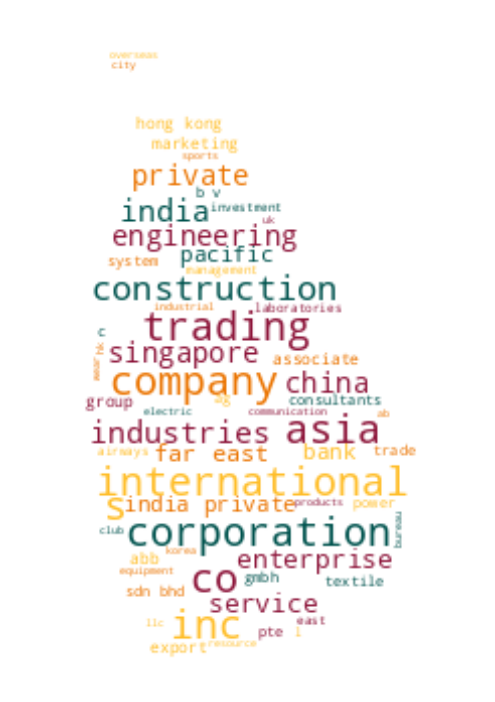 overseas
city
hong kong
marketing
sports
private
b v
india investment
uk
engineering
pacific
system
management
construction
industrial laboratories
trading
c
hk
singapore
associate
wear
company china
ag
group consultants
electric communication ab
industries asia
airways far east bank trade
international
s india private products power
club corporation bureau
korea
abb enterprise
equipment
co gmbh textile
sdn bhd
service
llc inc east
pte l
export resource